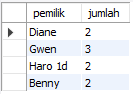 pemilik jumlah
Diane 2
Gwen 3
Haro 1d 2
Benny 2